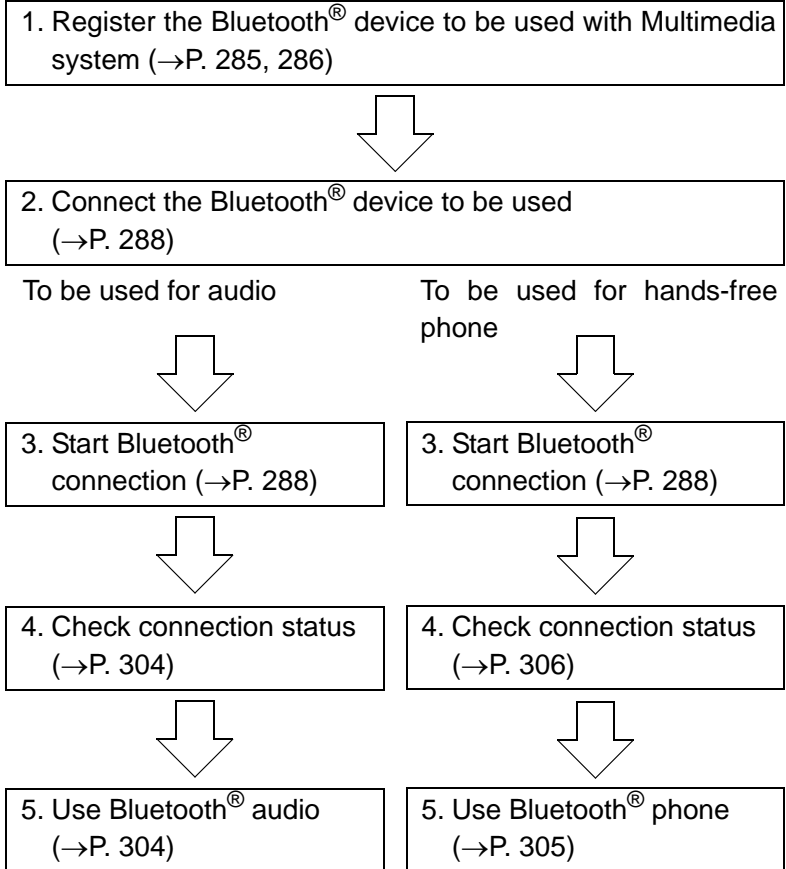 1. Register the Bluetooth® device to be used with Multimedia
system (→P. 285, 286)
2. Connect the Bluetooth® device to be used
(→P. 288)
To be used for audio
To be used for hands-free
phone
3. Start Bluetooth®
connection (→P. 288)
3. Start Bluetooth®
connection (→P. 288)
4. Check connection status
(→P. 304)
4. Check connection status
(→P. 306)
5. Use Bluetooth® audio
(→P. 304)
5. Use Bluetooth® phone
(→P. 305)